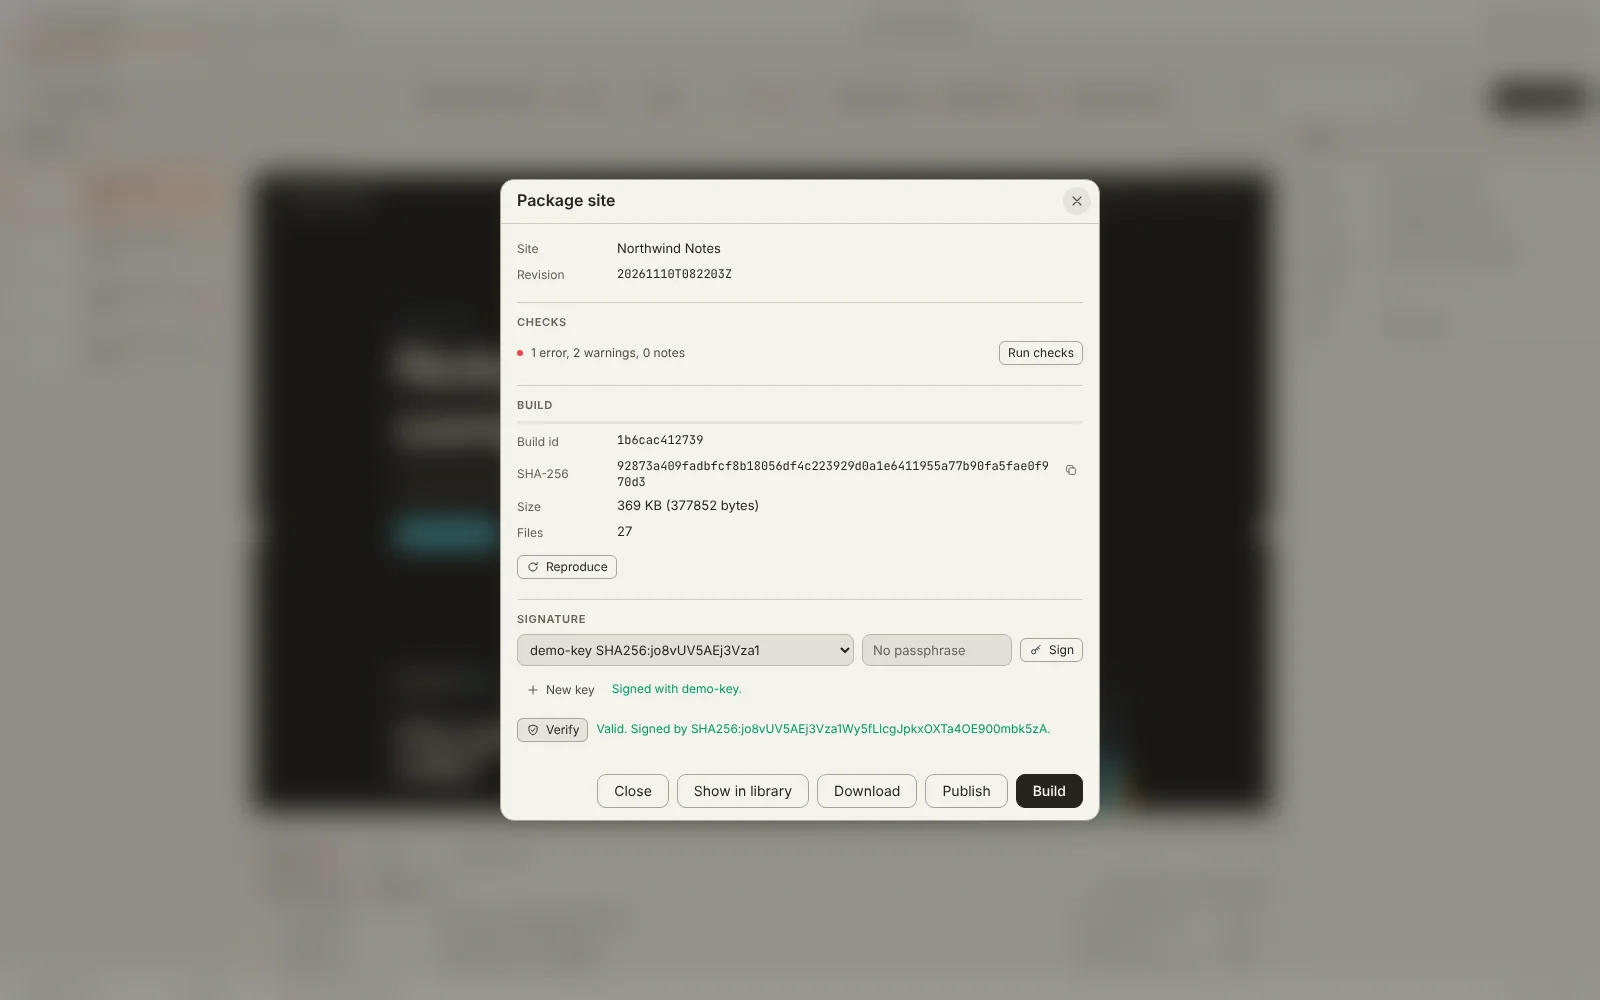 Package site
Site Northwind Notes
Revision 20261110T082203Z
CHECKS
1 error, 2 warnings, 0 notes Run checks
BUILD
Build id 1b6cac412739
SHA-256 92873a409fadbfcf8b18056df4c223929d0a1e6411955a77b90fa5fae0f9
70d3
Size 369 KB (377852 bytes)
Files 27
Reproduce
SIGNATURE
demo-key SHA256:jo8vUV5AEj3Vza1 No passphrase Sign
New key Signed with demo-key.
Verify Valid. Signed by SHA256:jo8vUV5AEj3Vza1Wy5fLIcgJpkxOXTa4OE900mbk5zA.
Close Show in library Download Publish Build